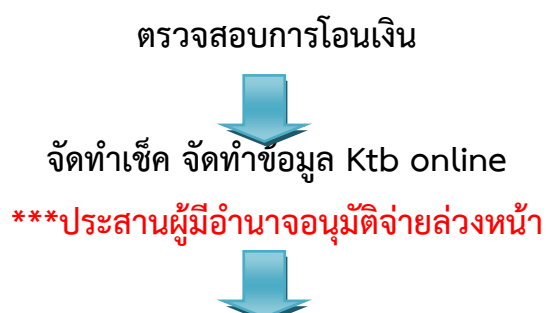 ตรวจสอบการโอนเงิน
จัดทำเช็ค จัดทำข้อมูล Ktb online
***ประสานผู้มีอำนาจอนุมัติจ่ายล่วงหน้า